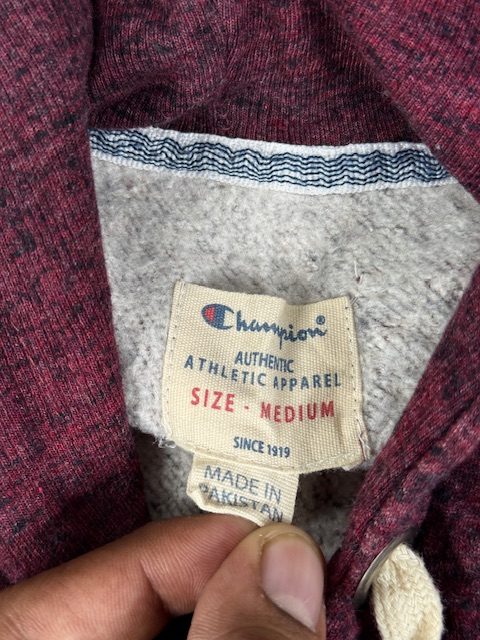 Champion®
AUTHENTIC
ATHLETIC APPAREL
SIZE - MEDIUM
SINCE 1919
MADE IN
PAKISTAN